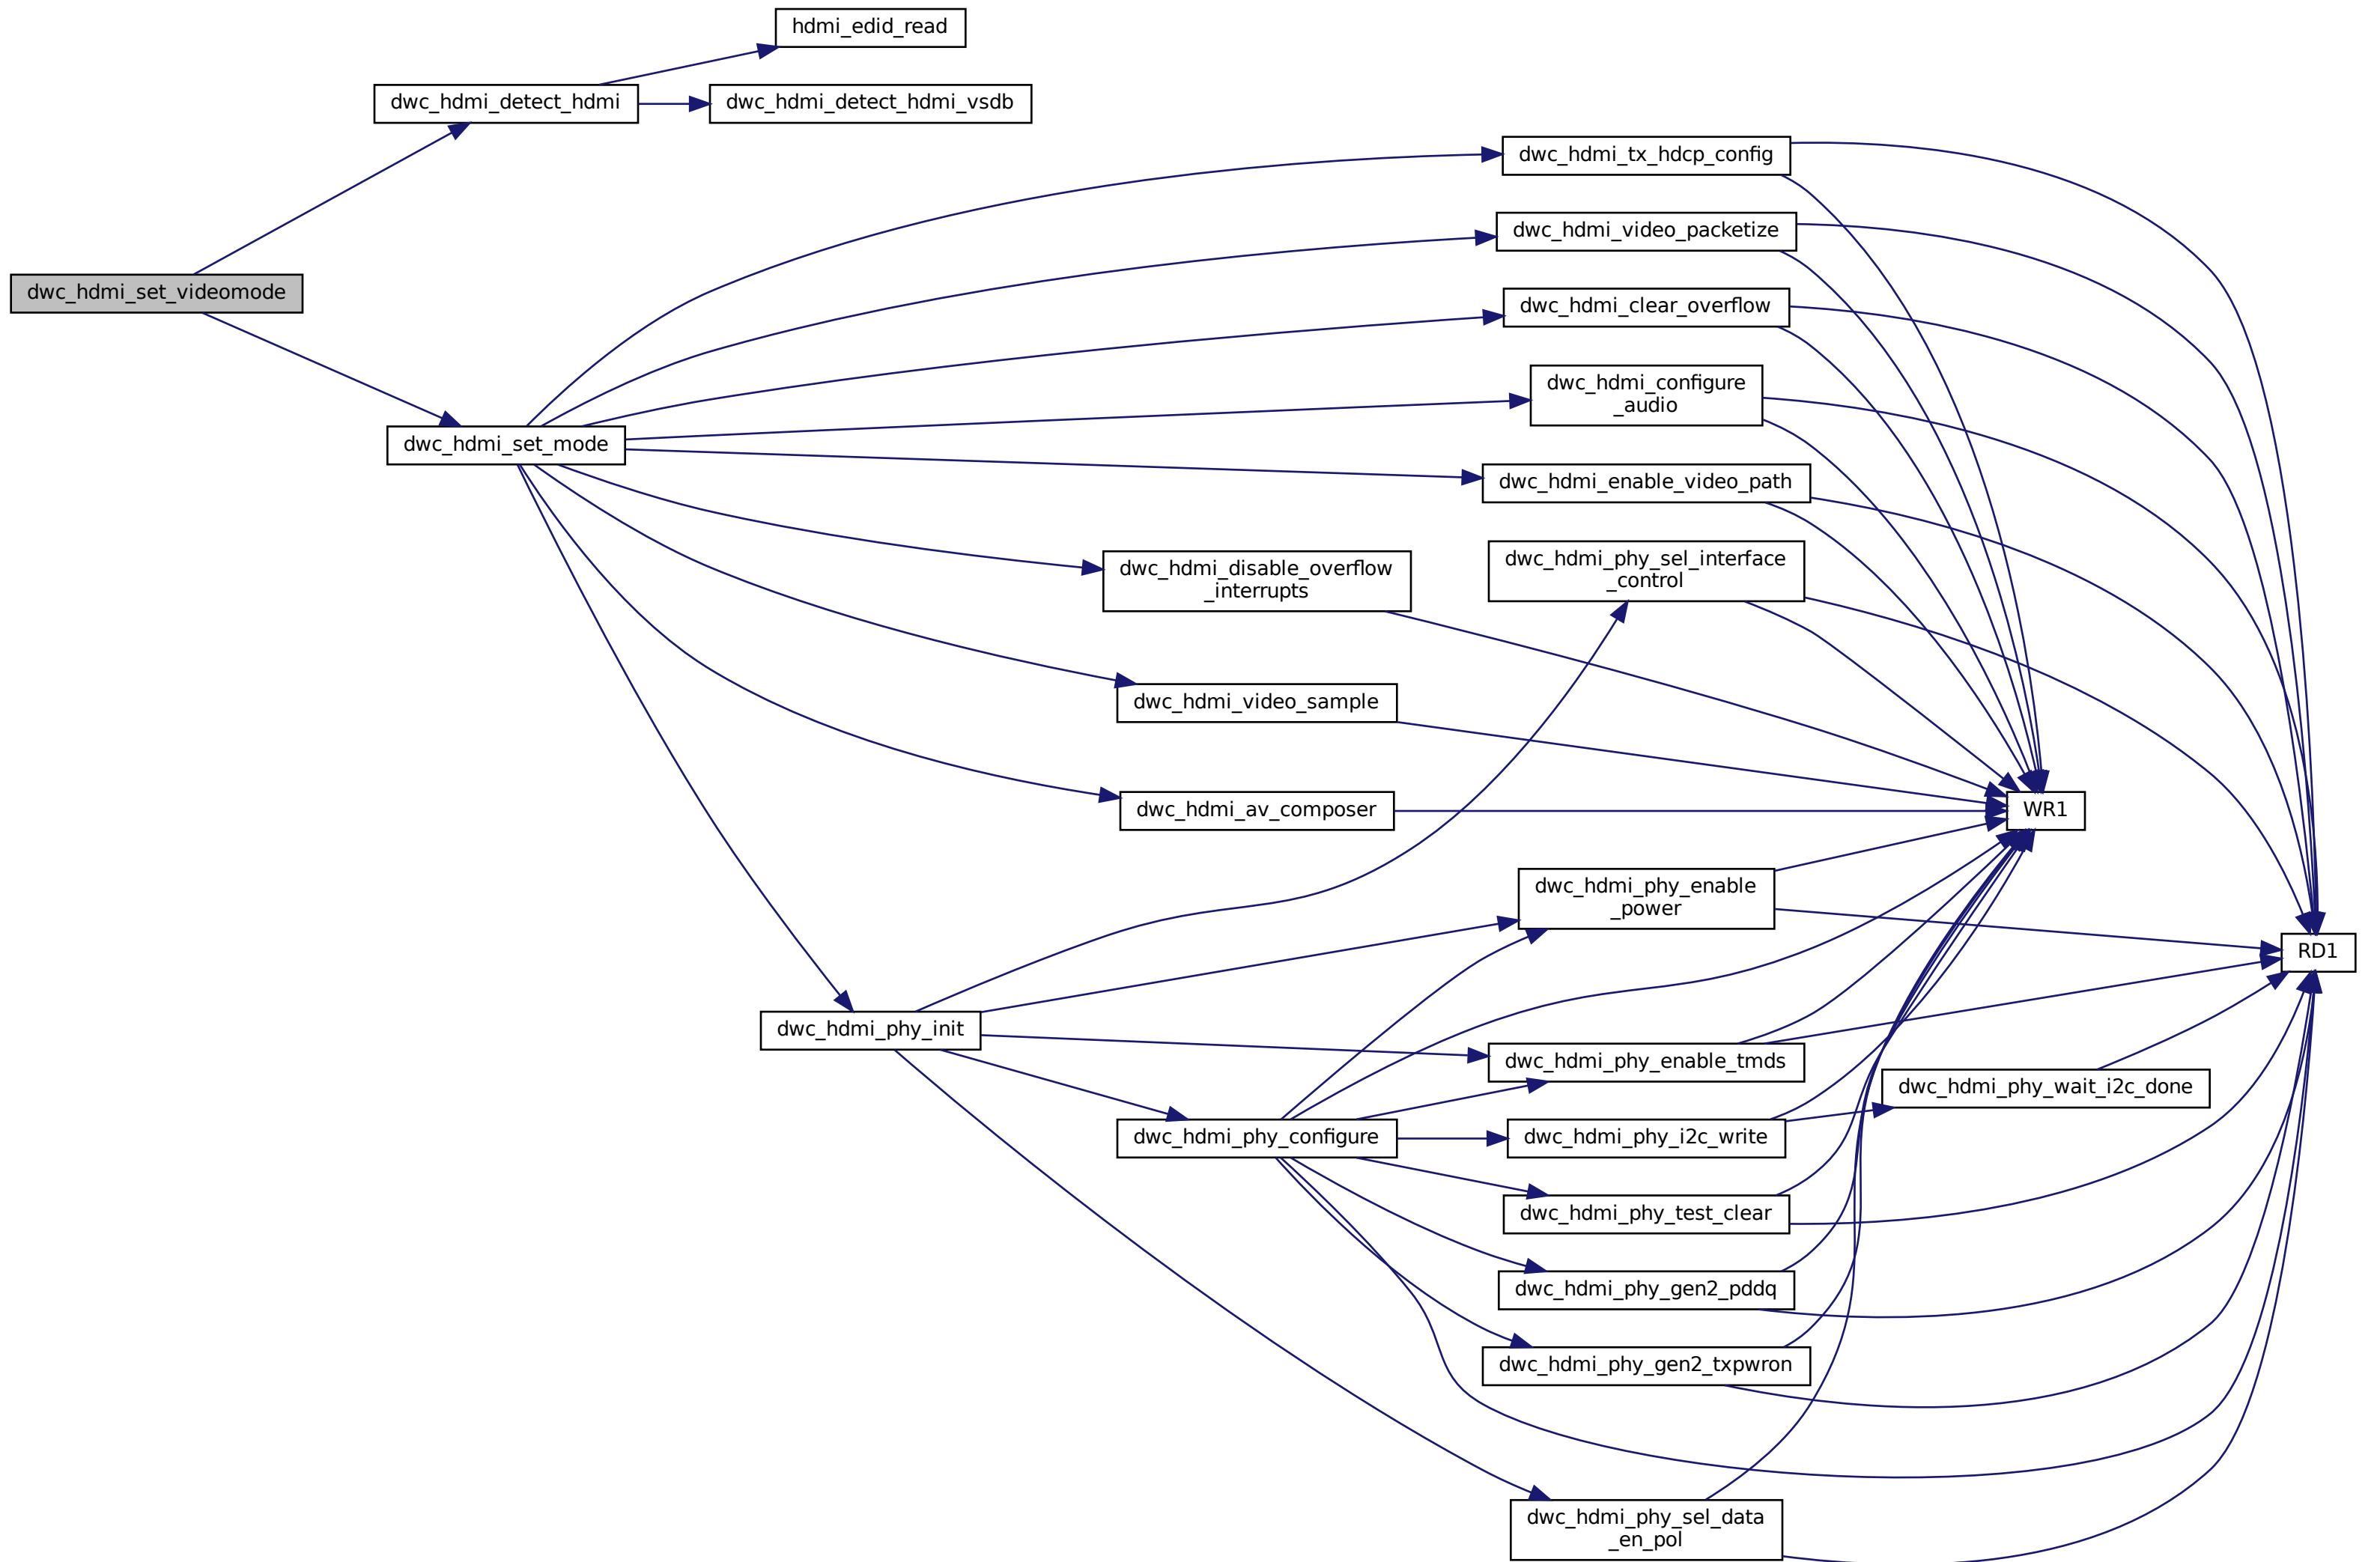 hdmi_edid_read
dwc_hdmi_detect_hdmi
dwc_hdmi_detect_hdmi_vsdb
dwc_hdmi_tx_hdcp_config
dwc_hdmi_video_packetize
dwc_hdmi_set_videomode
dwc_hdmi_clear_overflow
dwc_hdmi_configure
_audio
dwc_hdmi_set_mode
dwc_hdmi_enable_video_path
dwc_hdmi_disable_overflow
_interrupts
dwc_hdmi_phy_sel_interface
_control
dwc_hdmi_video_sample
dwc_hdmi_av_composer
WR1
dwc_hdmi_phy_enable
_power
RD1
dwc_hdmi_phy_init
dwc_hdmi_phy_enable_tmds
dwc_hdmi_phy_wait_i2c_done
dwc_hdmi_phy_configure
dwc_hdmi_phy_i2c_write
dwc_hdmi_phy_test_clear
dwc_hdmi_phy_gen2_pddq
dwc_hdmi_phy_gen2_txpwron
dwc_hdmi_phy_sel_data
_en_pol